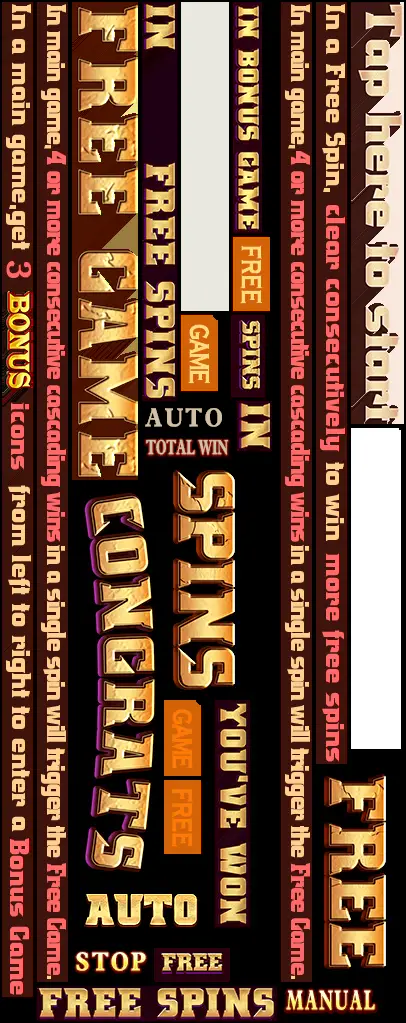 In a main game,get 3 BONUS icons from left to right to enter a Bonus Game
In main game,4 or more consecutive cascading wins in a single spin will trigger the Free Game.
FREE GAME
IN
FREE SPINS
IN BONUS GAME
FREE
GAME
SPINS
IN
In main game,4 or more consecutive cascading wins in a single spin will trigger the Free Game.
In a Free Spin, clear consecutively to win more free spins
Tap here to start
AUTO
TOTAL WIN
SPINS
CONGRATS
GAME FREE
YOU'VE WON
FREE
AUTO
STOP
FREE
FREE SPINS
MANUAL